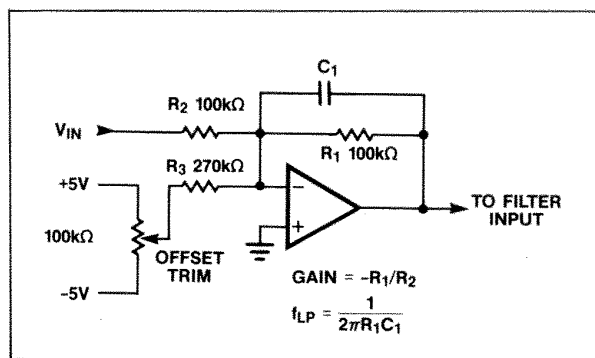 C1
R2 100kΩ
VIN
R1 100kΩ
R3 270kΩ
+5V
−
+
100kΩ
OFFSET
TRIM
−5V
TO FILTER
INPUT
GAIN = −R1/R2
fLP = 1
2πR1C1